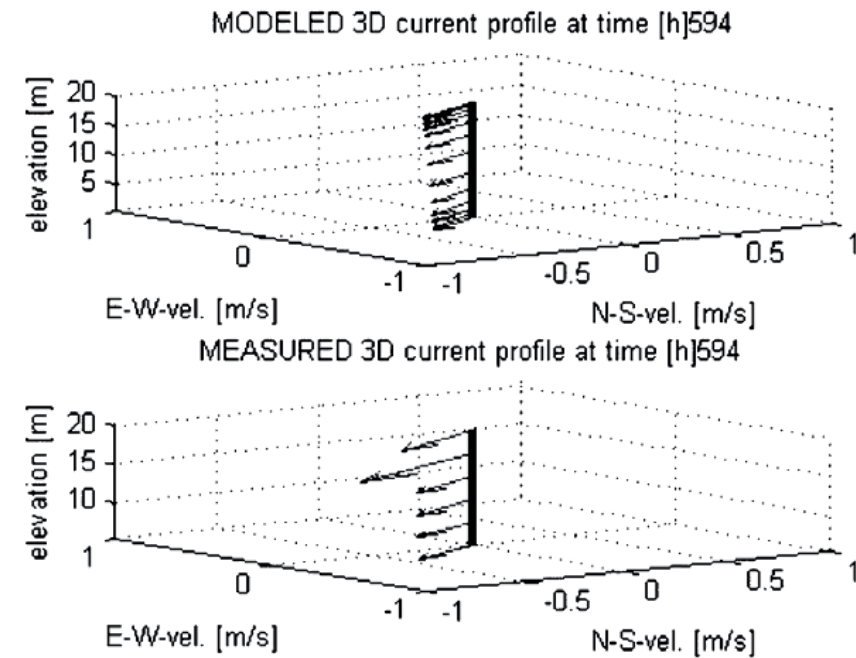 MODELED 3D current profile at time [h]594
elevation [m]
20
15
10
5
1
0
-1
-1
-0.5
0
0.5
1
E-W-vel. [m/s]
N-S-vel. [m/s]
MEASURED 3D current profile at time [h]594
elevation [m]
20
15
10
1
0
-1
-1
-0.5
0
0.5
1
E-W-vel. [m/s]
N-S-vel. [m/s]